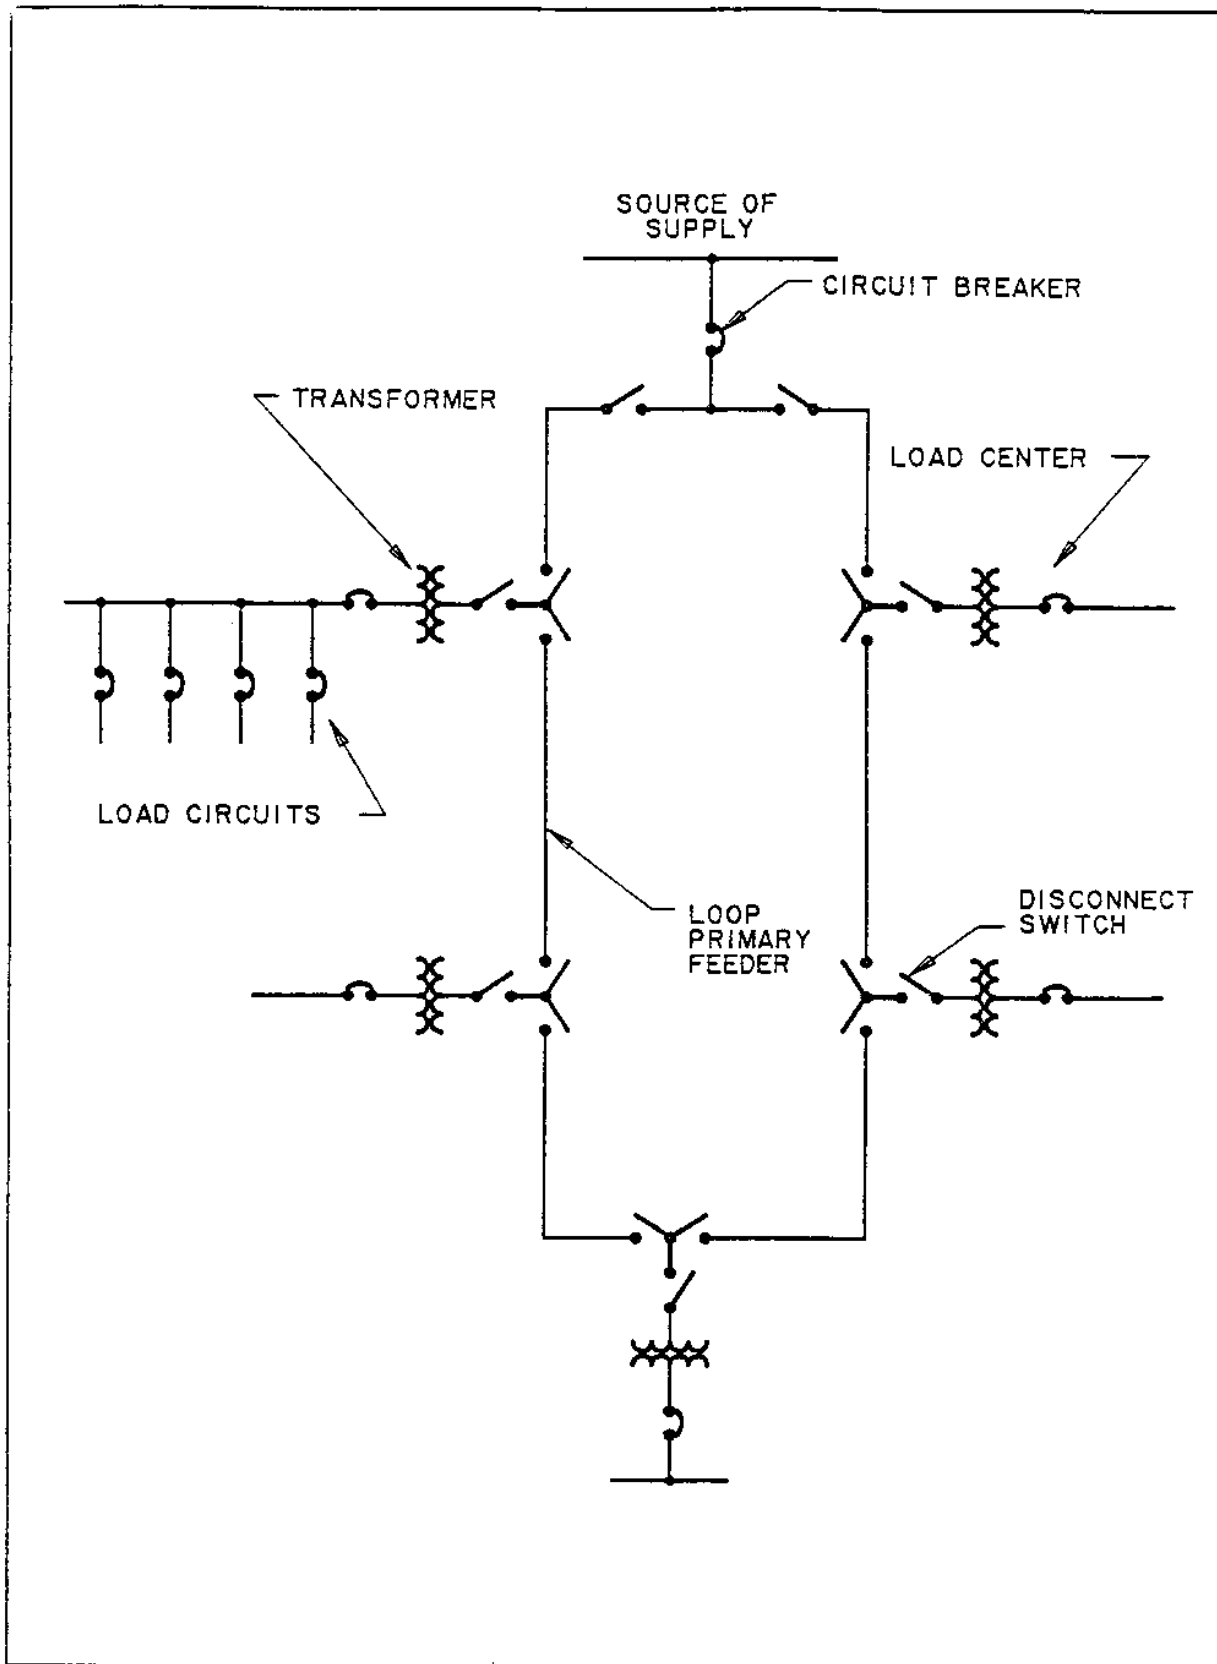 SOURCE OF
SUPPLY
CIRCUIT BREAKER
TRANSFORMER
LOAD CENTER
LOAD CIRCUITS
LOOP
PRIMARY
FEEDER
DISCONNECT
SWITCH